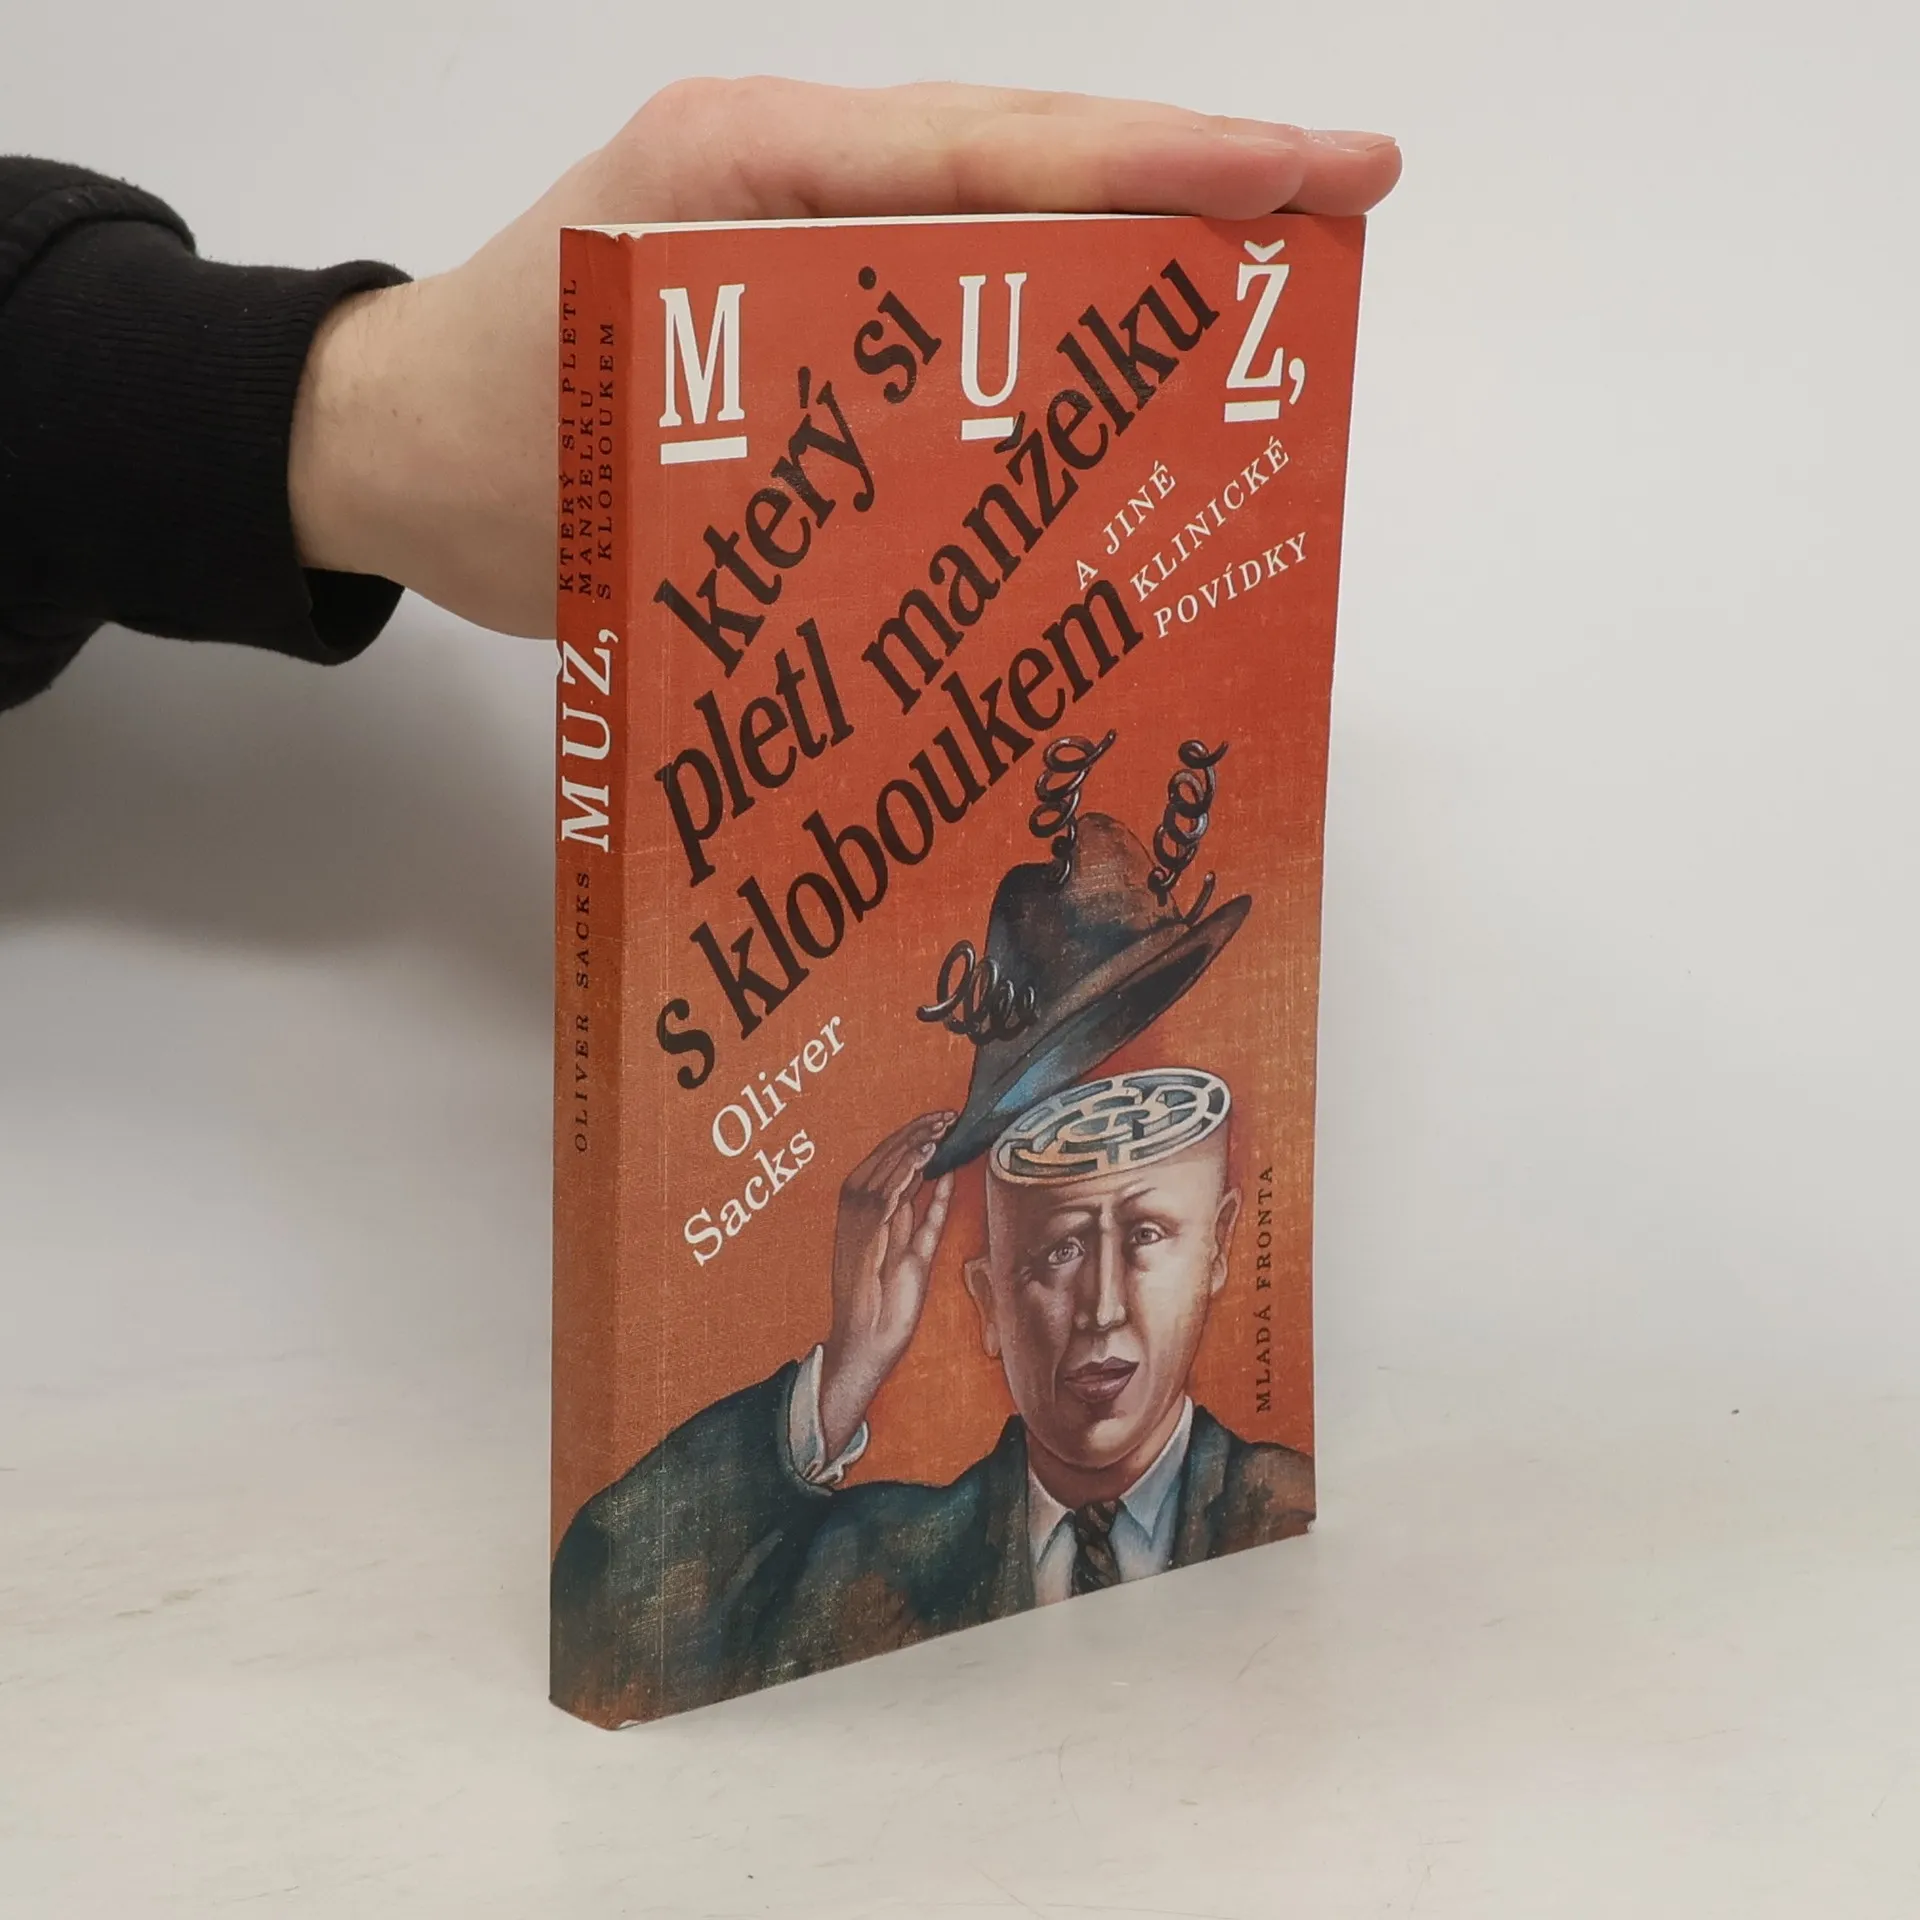 MUŽ,
který si
pletl manželku
s kloboukem
A JINÉ
KLINICKÉ
POVÍDKY
Oliver
Sacks
MLADÁ FRONTA
OLIVER SACKS
MUŽ,
KTERÝ SI PLETL
MANŽELKU
S KLOBOUKEM